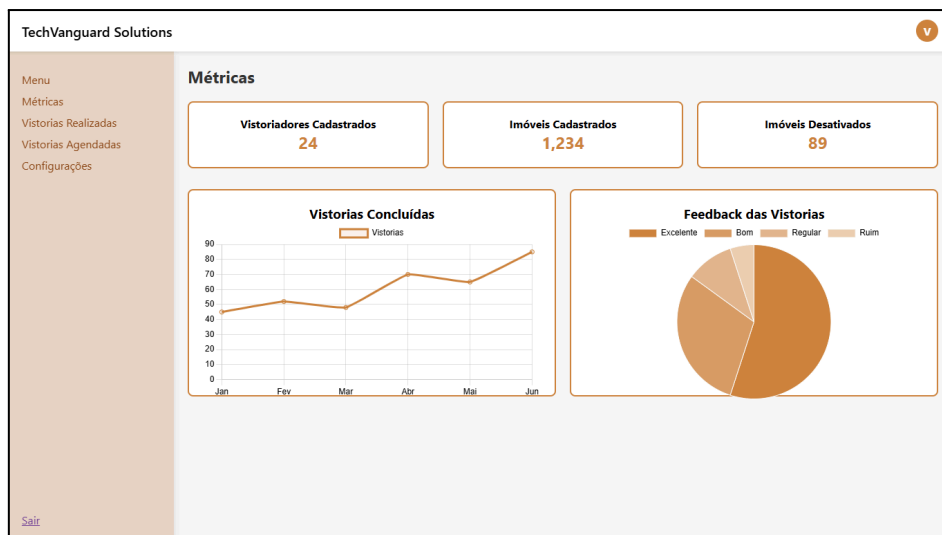 TechVanguard Solutions
V
Menu
Métricas
Vistorias Realizadas
Vistorias Agendadas
Configurações
Sair
Métricas
Vistoriadores Cadastrados
24
Imóveis Cadastrados
1,234
Imóveis Desativados
89
Vistorias Concluídas
Vistorias
90
80
70
60
50
40
30
20
10
0
Jan Fev Mar Abr Mai Jun
Feedback das Vistorias
Excelente Bom Regular Ruim